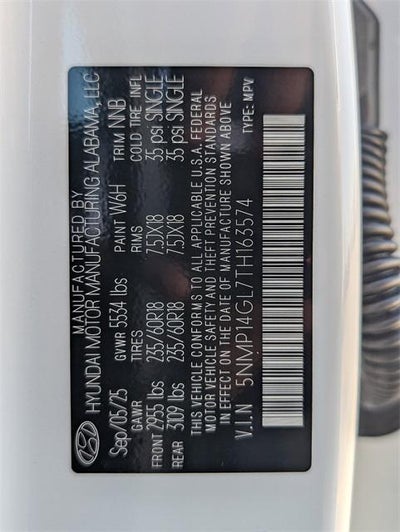 MANUFACTURED BY
HYUNDAI MOTOR MANUFACTURING ALABAMA, LLC
Sep/05/25 GVWR 5534 lbs PAINT W6H TRIM NNB
GAWR TIRES RIMS COLD TIRE INFL
FRONT 2955 lbs 235/60R18 7.5JX18 35 psi SINGLE
REAR 3109 lbs 235/60R18 7.5JX18 35 psi SINGLE
THIS VEHICLE CONFORMS TO ALL APPLICABLE U.S.A. FEDERAL
MOTOR VEHICLE SAFETY AND THEFT PREVENTION STANDARDS
IN EFFECT ON THE DATE OF MANUFACTURE SHOWN ABOVE
V.I.N 5NMP14GL7TH163574 TYPE: MPV